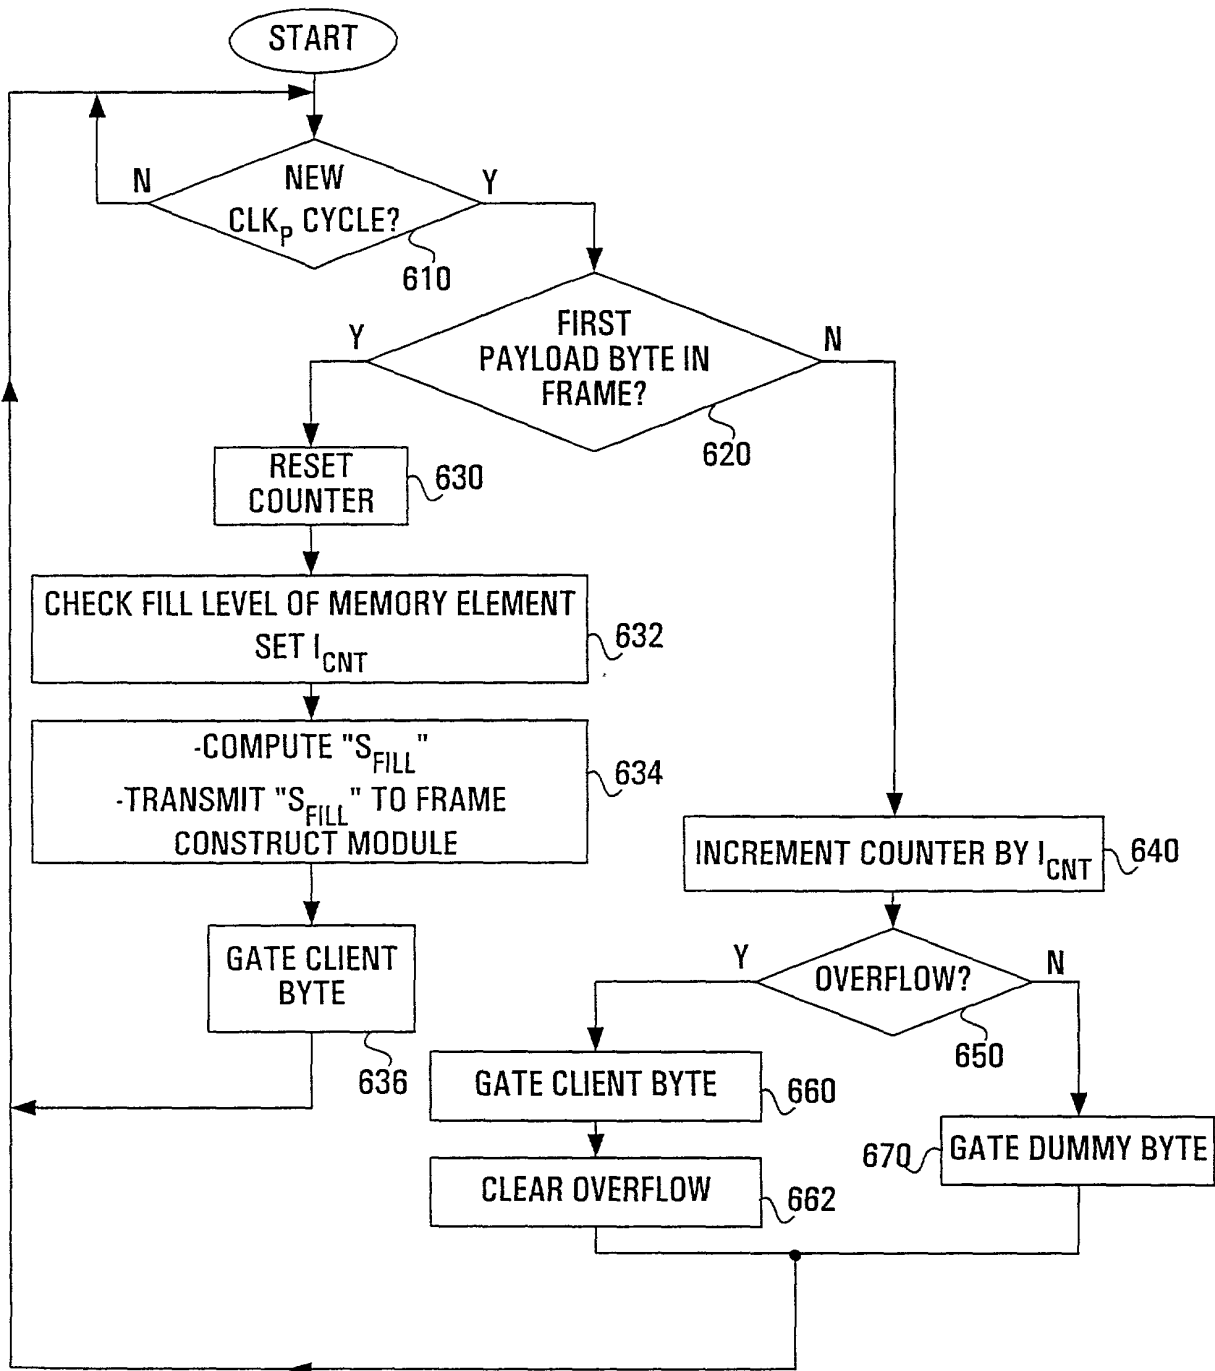 START
N
NEW
Y
CLKP CYCLE?
610
Y
FIRST
PAYLOAD BYTE IN
FRAME?
N
620
RESET
COUNTER
630
CHECK FILL LEVEL OF MEMORY ELEMENT
SET ICNT
632
-COMPUTE "SFILL"
-TRANSMIT "SFILL" TO FRAME
CONSTRUCT MODULE
634
INCREMENT COUNTER BY ICNT
640
GATE CLIENT
BYTE
636
Y
OVERFLOW?
N
650
GATE CLIENT BYTE
660
670
GATE DUMMY BYTE
CLEAR OVERFLOW
662